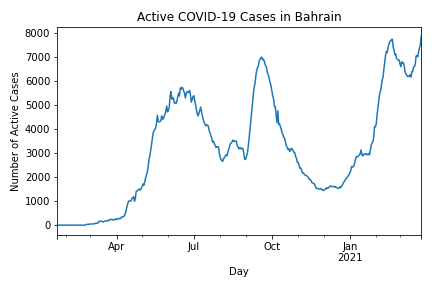 Active COVID-19 Cases in Bahrain
Number of Active Cases
8000
7000
6000
5000
4000
3000
2000
1000
0
Apr
Jul
Oct
Jan
2021
Day